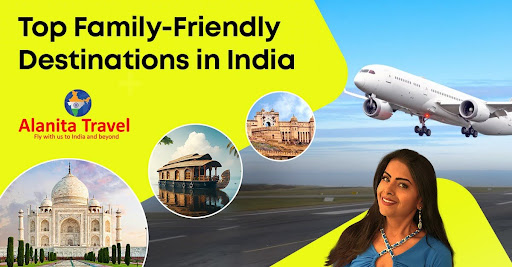 Top Family-Friendly
Destinations in India
Alanita Travel
Fly with us to India and beyond